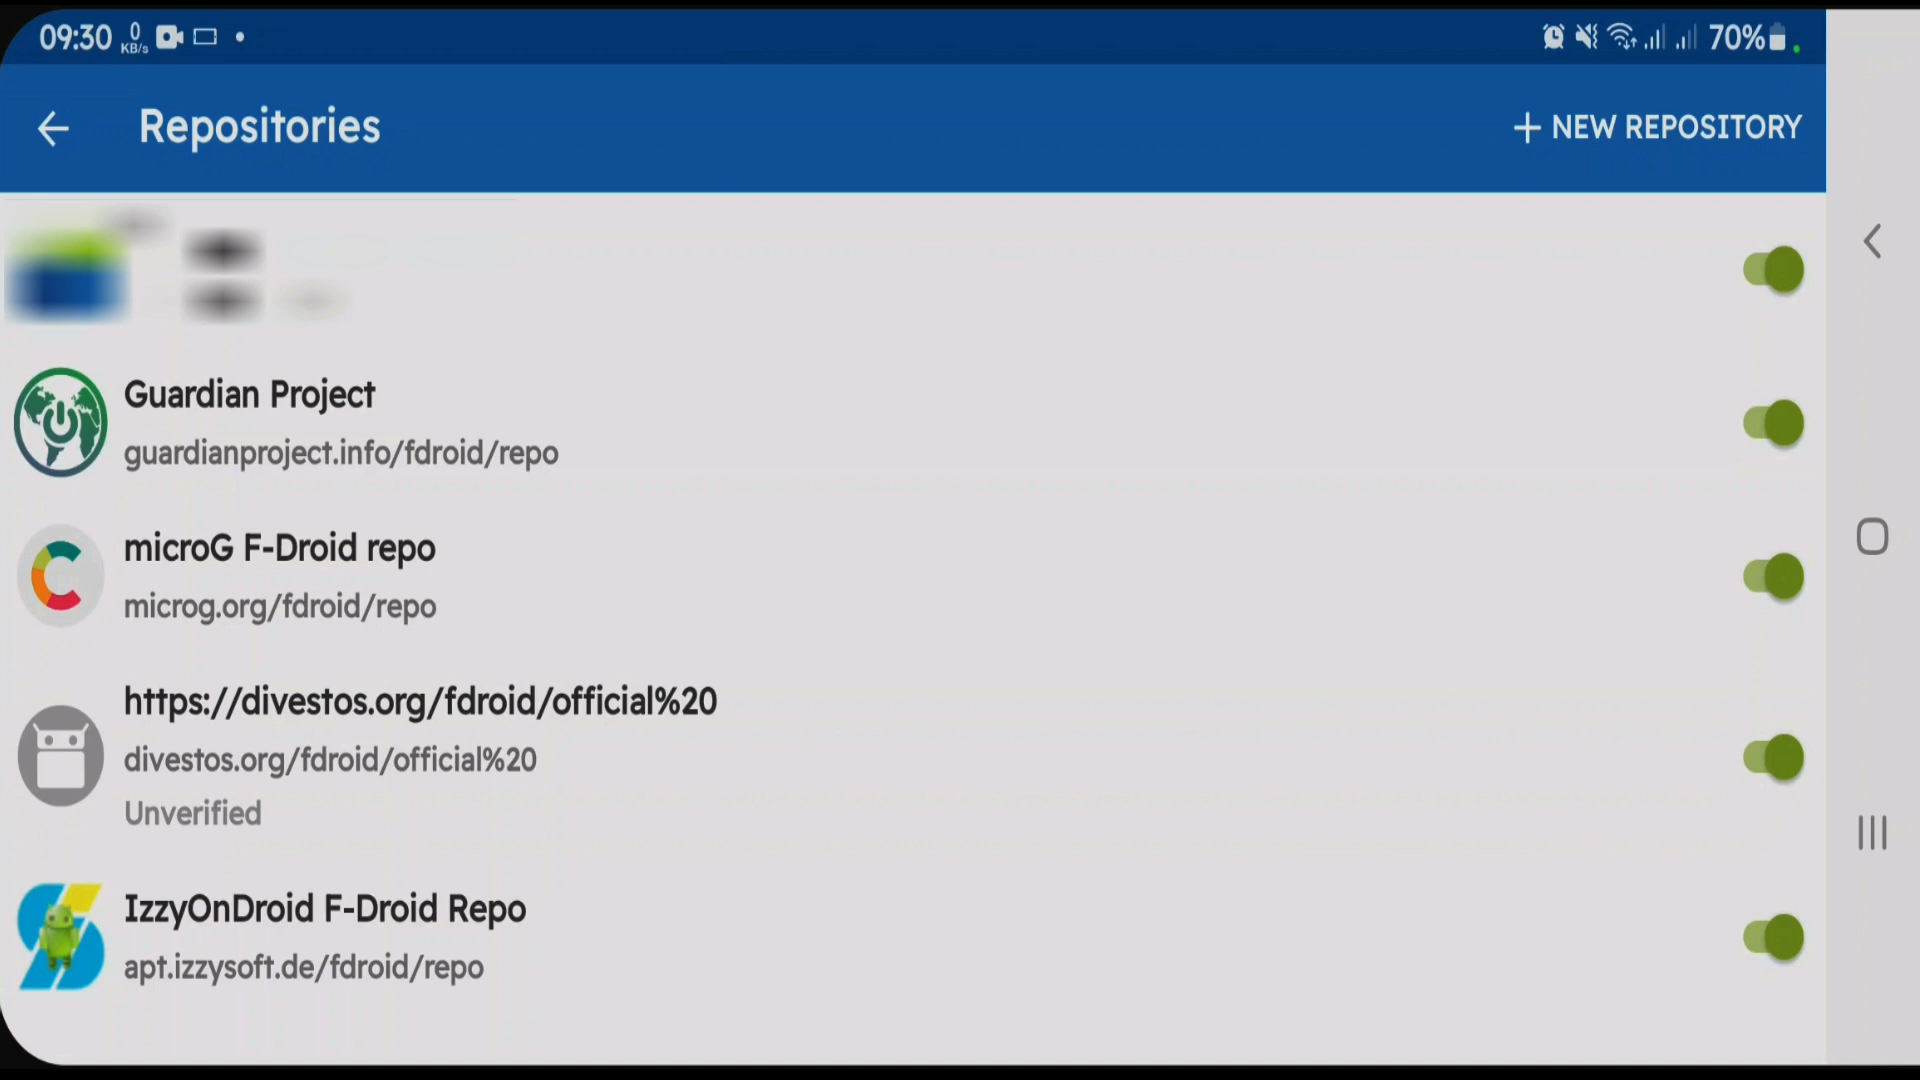 09:30 0 KB/s 70%
Repositories
+ NEW REPOSITORY
Guardian Project
guardianproject.info/fdroid/repo
microG F-Droid repo
microg.org/fdroid/repo
https://divestos.org/fdroid/official%20
divestos.org/fdroid/official%20
Unverified
IzzyOnDroid F-Droid Repo
apt.izzysoft.de/fdroid/repo